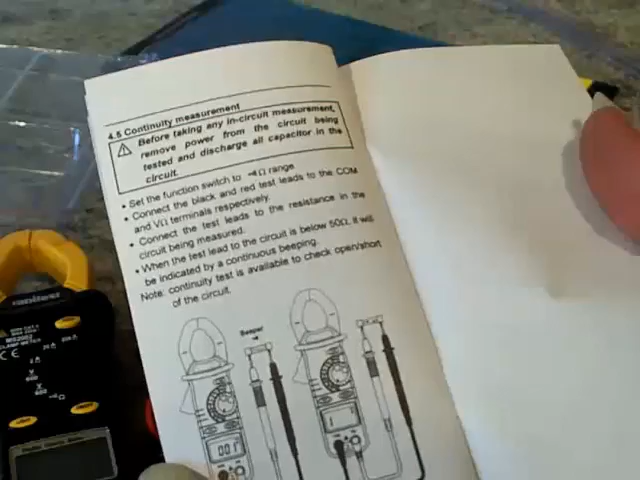 4.5 Continuity measurement
Before taking any in-circuit measurement,
remove power from the circuit being
tested and discharge all capacitor in the
circuit.
• Set the function switch to Ω range
• Connect the black and red test leads to the COM
and VΩ terminals respectively.
• Connect the test leads to the resistance in the
circuit being measured.
• When the test lead to the circuit is below 50Ω, it will
be indicated by a continuous beeping.
Note: continuity test is available to check open/short
of the circuit.
Beeper
001
CE
CLAMP METER